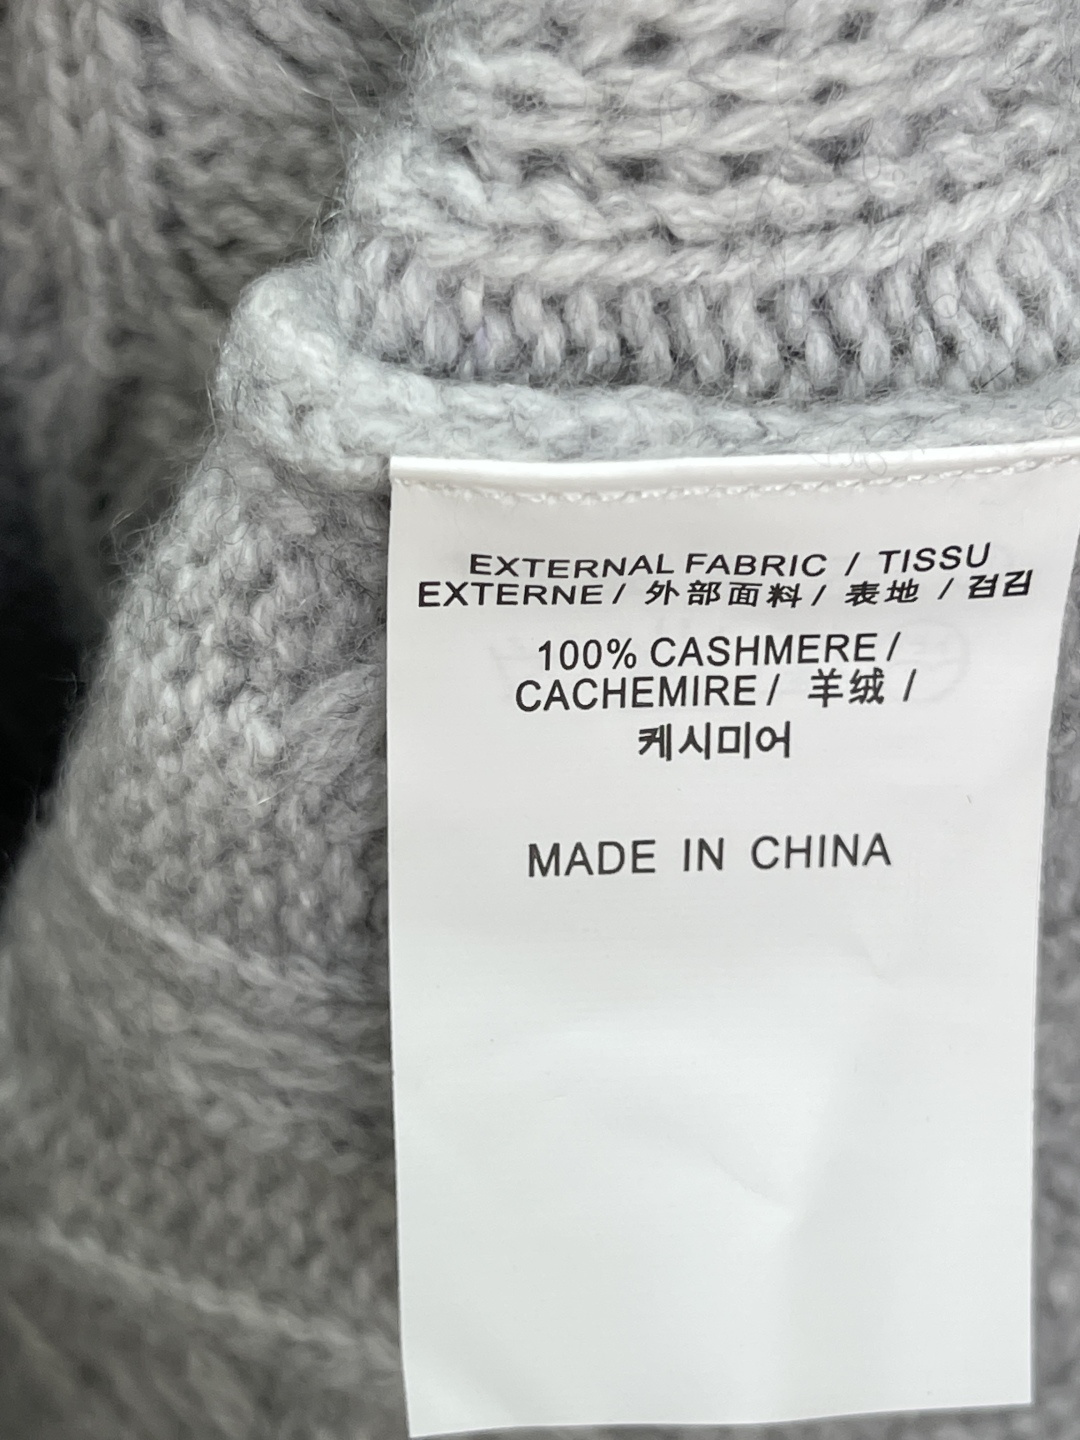 EXTERNAL FABRIC / TISSU
EXTERNE / 外部面料 / 表地 / 겉감
100% CASHMERE /
CACHEMIRE / 羊绒 /
케시미어
MADE IN CHINA